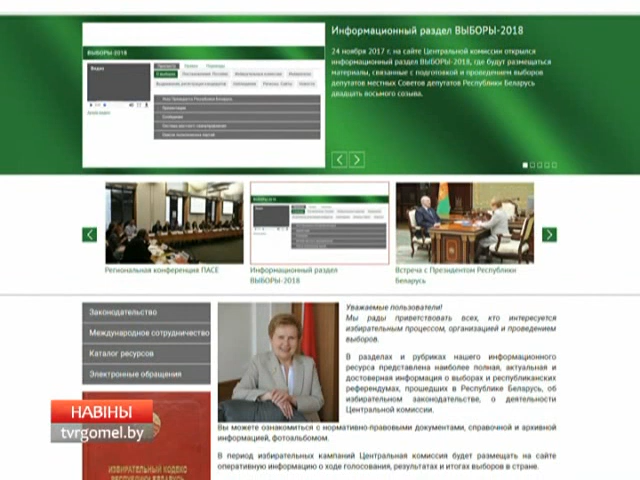 Информационный раздел ВЫБОРЫ-2018
24 ноября 2017 г. на сайте Центральной комиссии открылся
информационный раздел ВЫБОРЫ-2018, где будут размещаться
материалы, связанные с подготовкой и проведением выборов
депутатов местных Советов депутатов Республики Беларусь
двадцать восьмого созыва.
ВЫБОРЫ-2018
Видео
Региональная конференция ПАСЕ
Информационный раздел
ВЫБОРЫ-2018
Встреча с Президентом Республики
Беларусь
Законодательство
Международное сотрудничество
Каталог ресурсов
Электронные обращения
Уважаемые пользователи!
Мы рады приветствовать всех, кто интересуется
избирательным процессом, организацией и проведением
выборов.
В разделах и рубриках нашего информационного
ресурса представлена наиболее полная, актуальная и
достоверная информация о выборах и республиканских
референдумах, прошедших в Республике Беларусь, об
избирательном законодательстве, о деятельности
Центральной комиссии.
Вы можете ознакомиться с нормативно-правовыми документами, справочной и архивной
информацией, фотоальбомом.
В период избирательных кампаний Центральная комиссия будет размещать на сайте
оперативную информацию о ходе голосования, результатах и итогах выборов в стране.
НАВІНЫ
tvrgomel.by
ИЗБИРАТЕЛЬНЫЙ КОДЕКС
РЕСПУБЛИКИ БЕЛАРУСЬ